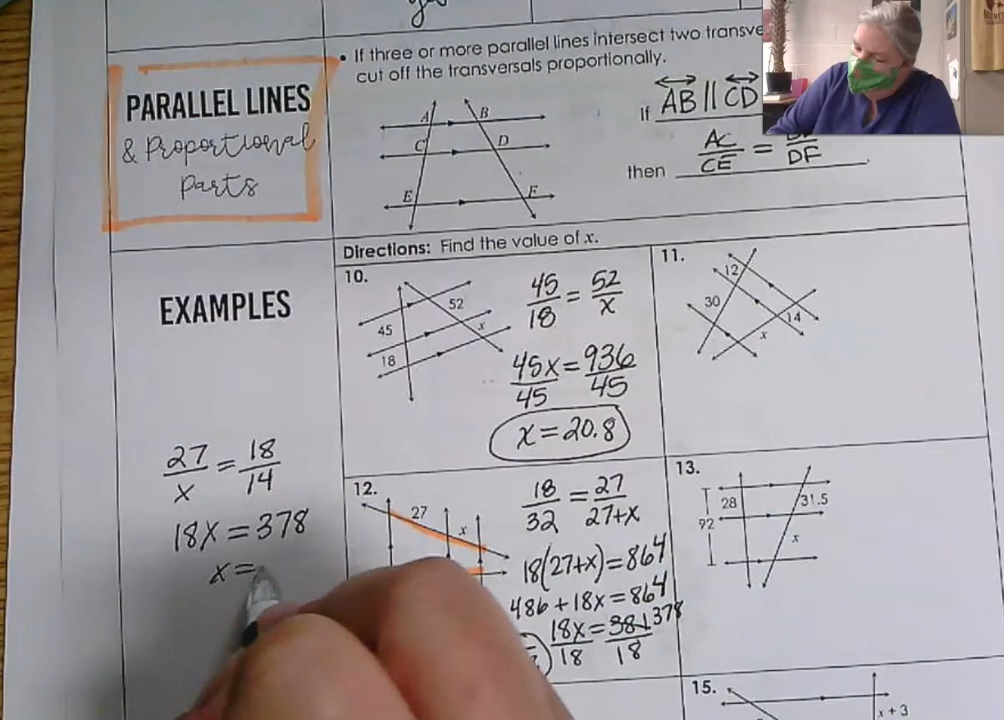 PARALLEL LINES
& Proportional
Parts
• If three or more parallel lines intersect two
cut off the transversals proportionally.
A B
C D
E F
If AB || CD
then AC/CE = /DF
EXAMPLES
Directions: Find the value of x.
10.
45
18
52
x
45/18 = 52/x
45x/45 = 936/45
x = 20.8
11.
12
30
14
x
27/x = 18/14
18x = 378
x =
12.
27
x
18/32 = 27/27+x
18(27+x) = 864
486 + 18x = 864
18x/18 = 381 378/18
13.
28
31.5
92
x
15.
x + 3